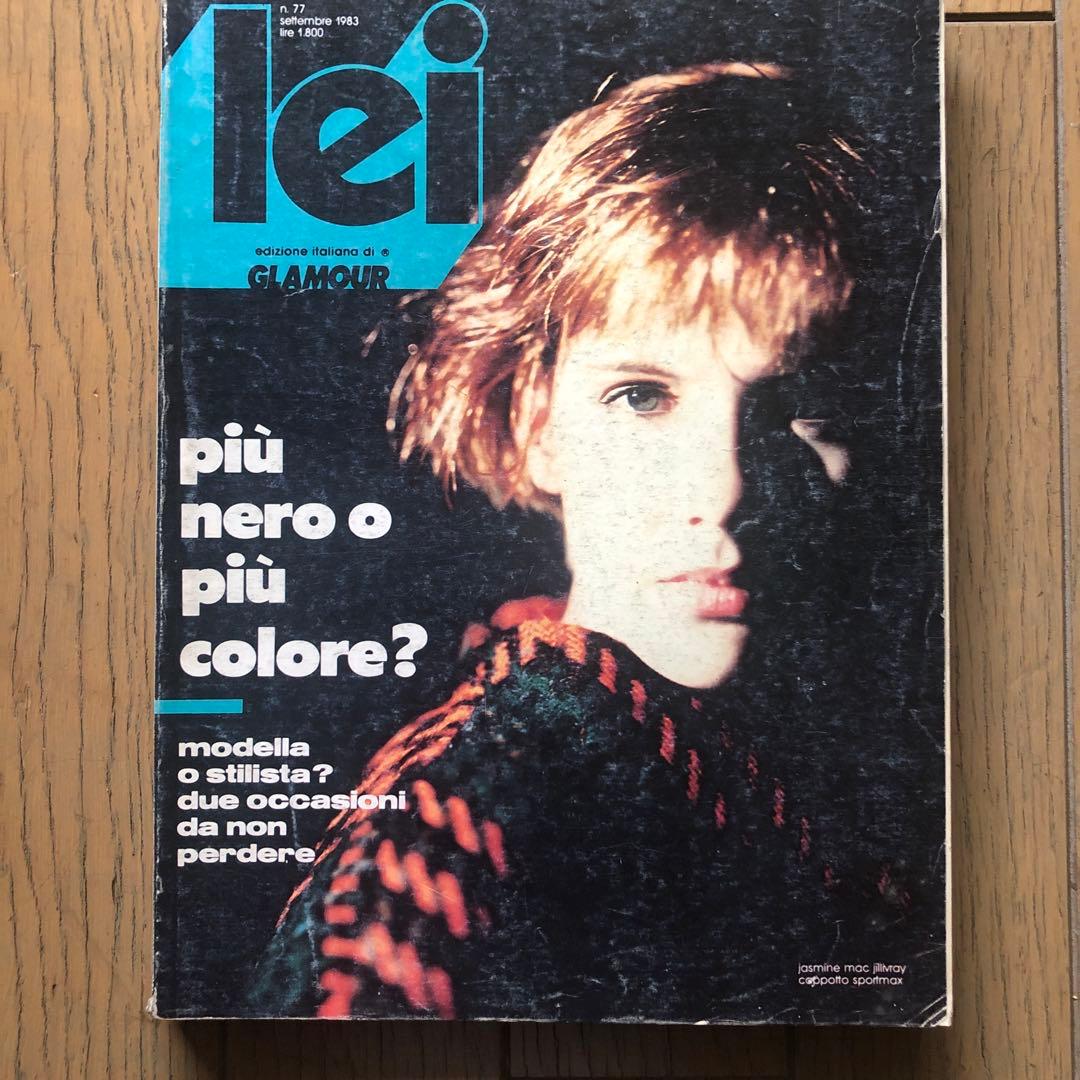 n. 77
settembre 1983
lire 1.800
lei
edizione italiana di ®
GLAMOUR
più
nero o
più
colore?
modella
o stilista?
due occasioni
da non
perdere
jasmine mac jillivray
cappotto sportmax